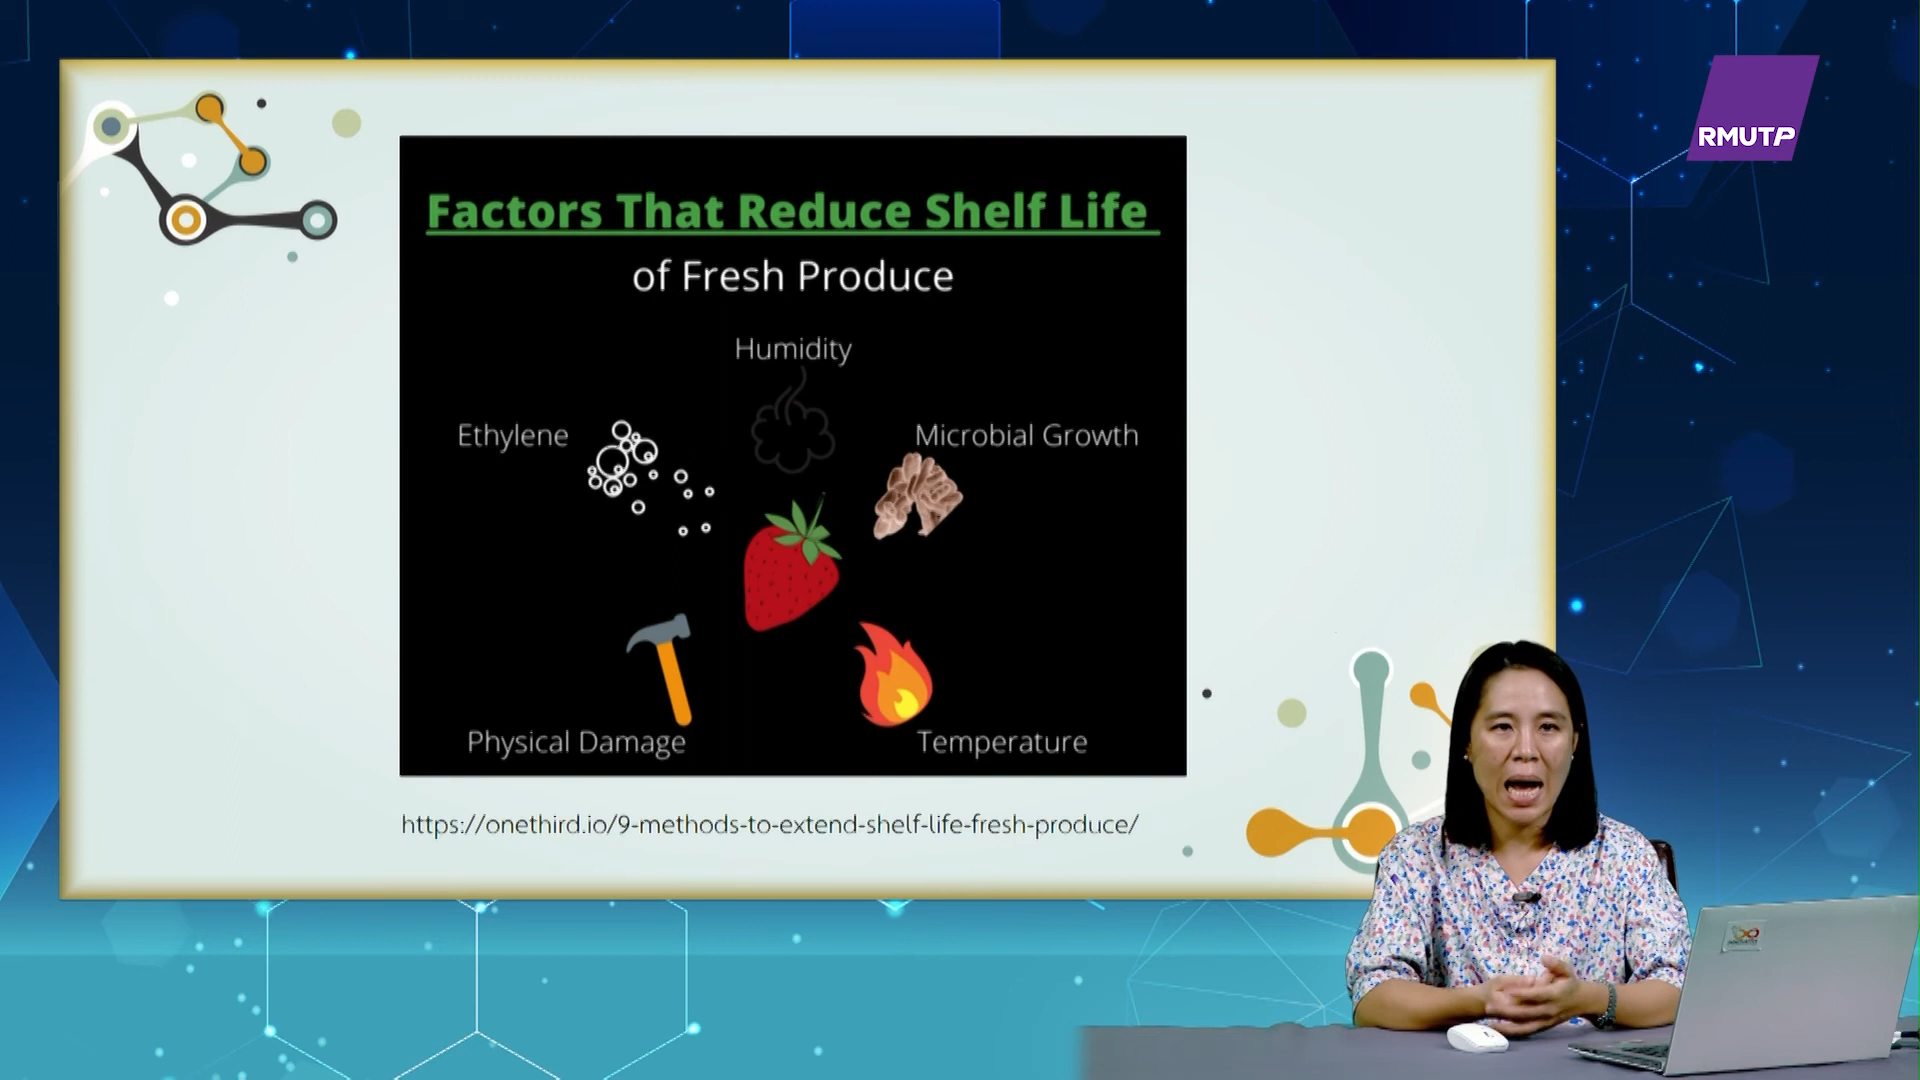 RMUTP
Factors That Reduce Shelf Life
of Fresh Produce
Humidity
Ethylene
Microbial Growth
Physical Damage
Temperature
https://onethird.io/9-methods-to-extend-shelf-life-fresh-produce/